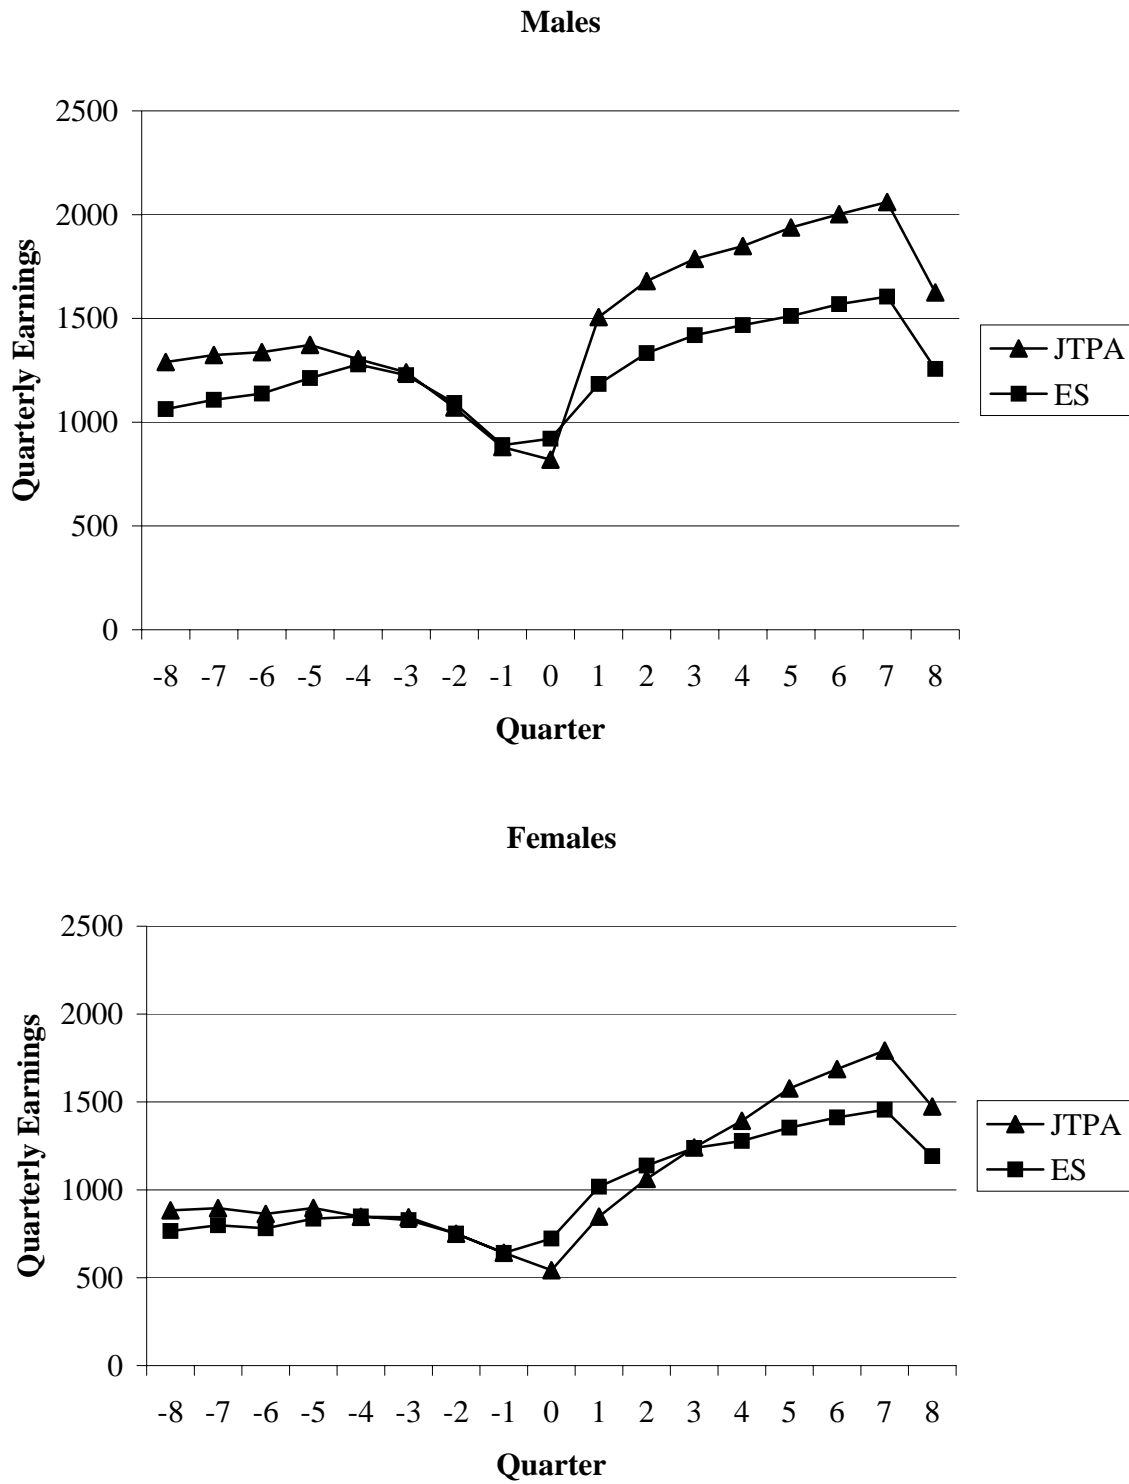 Males
2500
2000
1500
1000
500
0
Quarterly Earnings
-8 -7 -6 -5 -4 -3 -2 -1 0 1 2 3 4 5 6 7 8
Quarter
JTPA
ES
Females
2500
2000
1500
1000
500
0
Quarterly Earnings
-8 -7 -6 -5 -4 -3 -2 -1 0 1 2 3 4 5 6 7 8
Quarter
JTPA
ES